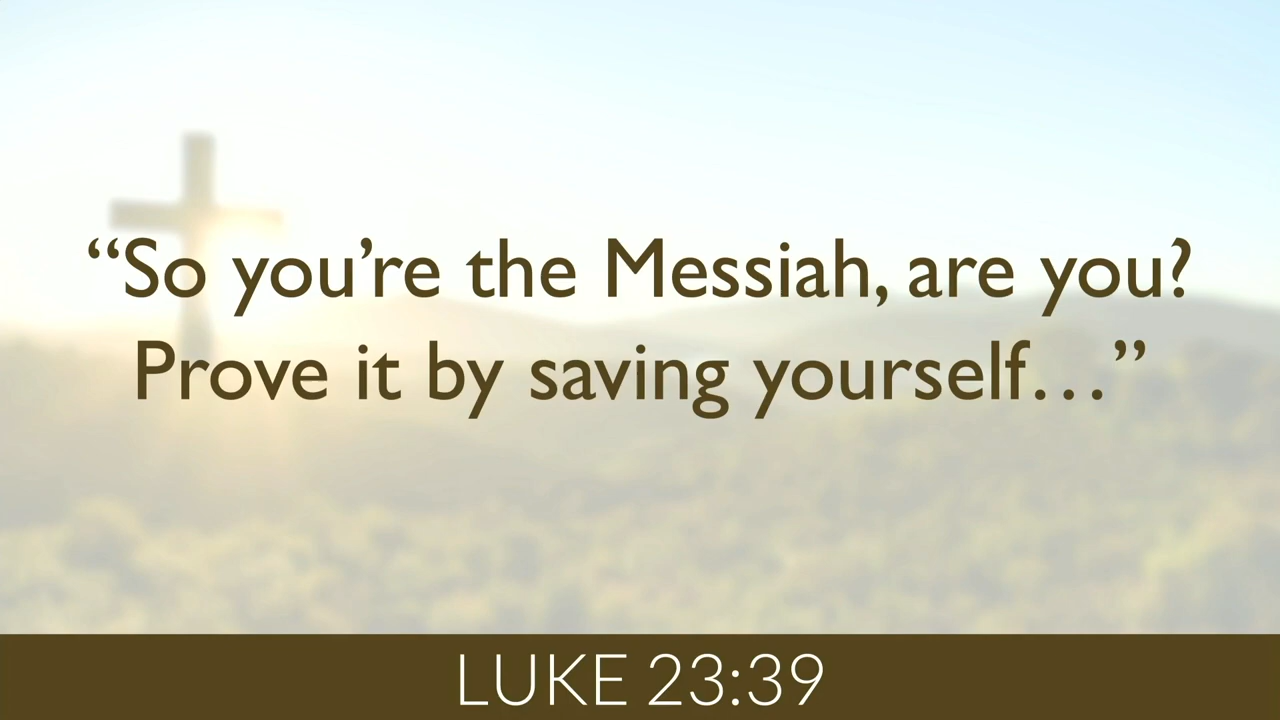 “So you’re the Messiah, are you?
Prove it by saving yourself…”
LUKE 23:39